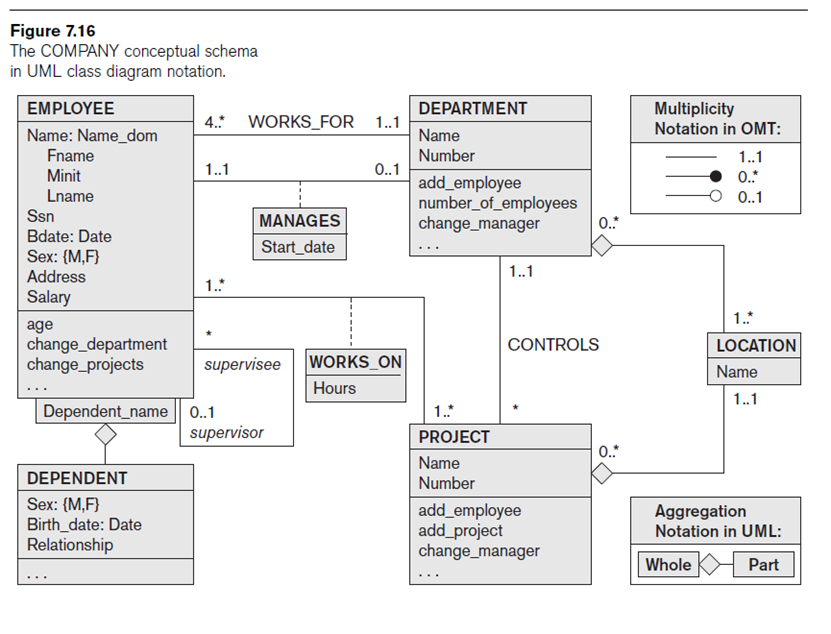 Figure 7.16
The COMPANY conceptual schema
in UML class diagram notation.
EMPLOYEE
Name: Name_dom
Fname
Minit
Lname
Ssn
Bdate: Date
Sex: {M,F}
Address
Salary
age
change_department
change_projects
. . .
Dependent_name
DEPENDENT
Sex: {M,F}
Birth_date: Date
Relationship
. . .
4..* WORKS_FOR 1..1
1..1 0..1
MANAGES
Start_date
1..*
*
supervisee
0..1
supervisor
WORKS_ON
Hours
DEPARTMENT
Name
Number
add_employee
number_of_employees
change_manager
. . .
0..*
1..1
CONTROLS
1..* *
PROJECT
Name
Number
add_employee
add_project
change_manager
. . .
0..*
Multiplicity
Notation in OMT:
1..1
0..*
0..1
1..*
LOCATION
Name
1..1
Aggregation
Notation in UML:
Whole Part